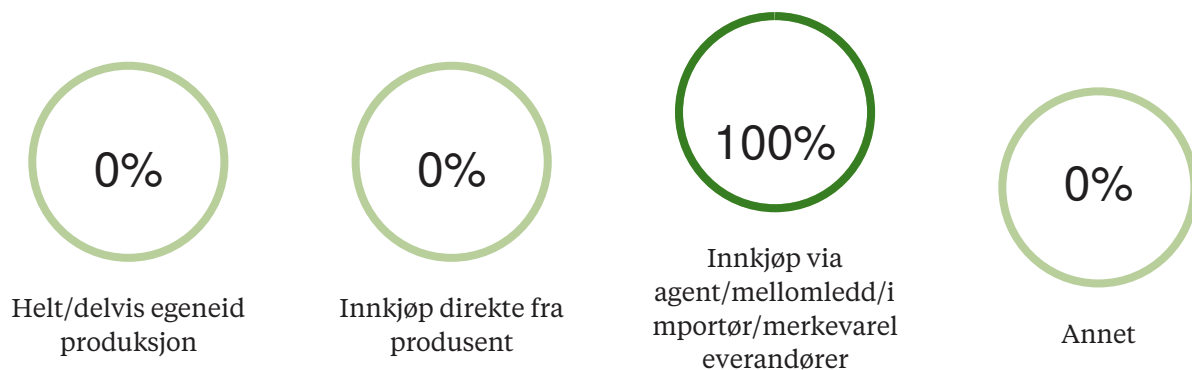 0%
Helt/delvis egeneid
produksjon
0%
Innkjøp direkte fra
produsent
100%
Innkjøp via
agent/mellomledd/i
mportør/merkevarel
everandører
0%
Annet